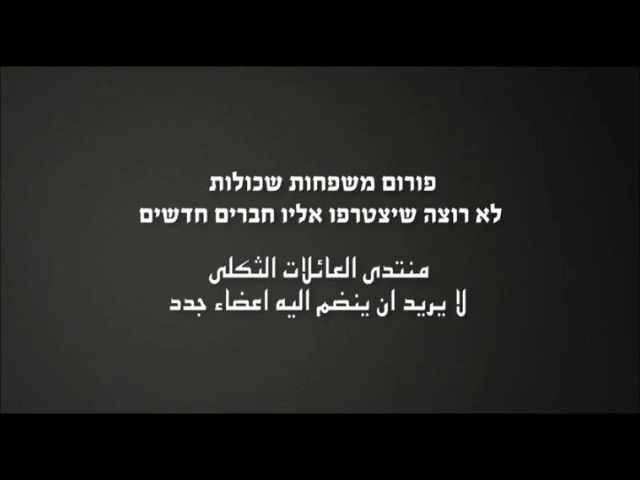 פורום משפחות שכולות
לא רוצה שיצטרפו אליו חברים חדשים
منتدى العائلات الثكلى
لا يريد ان ينضم اليه اعضاء جدد